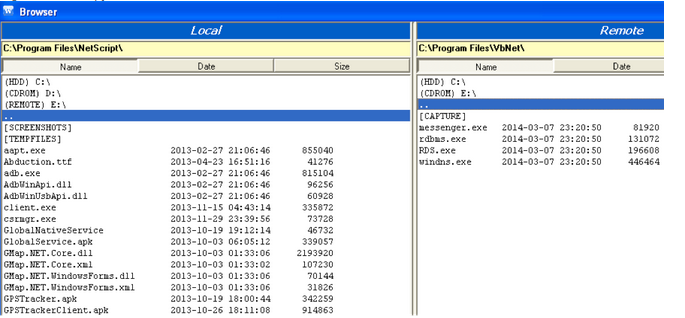 Browser
Local
C:\Program Files\NetScript\
Name Date Size
(HDD) C:\
(CDROM) D:\
(REMOTE) E:\
..
[SCREENSHOTS]
[TEMPFILES]
aapt.exe 2013-02-27 21:06:46 855040
Abduction.ttf 2013-04-23 16:51:16 41276
adb.exe 2013-02-27 21:06:46 815104
AdbWinApi.dll 2013-02-27 21:06:46 96256
AdbWinUsbApi.dll 2013-02-27 21:06:46 60928
client.exe 2013-11-15 04:43:14 335872
csrmgr.exe 2013-11-29 23:39:56 73728
GlobalNativeService 2013-10-19 19:12:14 46732
GlobalService.apk 2013-10-03 06:05:12 339057
GMap.NET.Core.dll 2013-10-03 01:33:06 2193920
GMap.NET.Core.xml 2013-10-03 01:33:02 107230
GMap.NET.WindowsForms.dll 2013-10-03 01:33:06 70144
GMap.NET.WindowsForms.xml 2013-10-03 01:33:06 31826
GPSTracker.apk 2013-10-19 18:00:44 342259
GPSTrackerClient.apk 2013-10-26 18:11:08 914863
Remote
C:\Program Files\VbNet\
Name Date
(HDD) C:\
(CDROM) E:\
..
[CAPTURE]
messenger.exe 2014-03-07 23:20:50 81920
rdbms.exe 2014-03-07 23:20:50 131072
RDS.exe 2014-03-07 23:20:50 196608
windns.exe 2014-03-07 23:20:50 446464